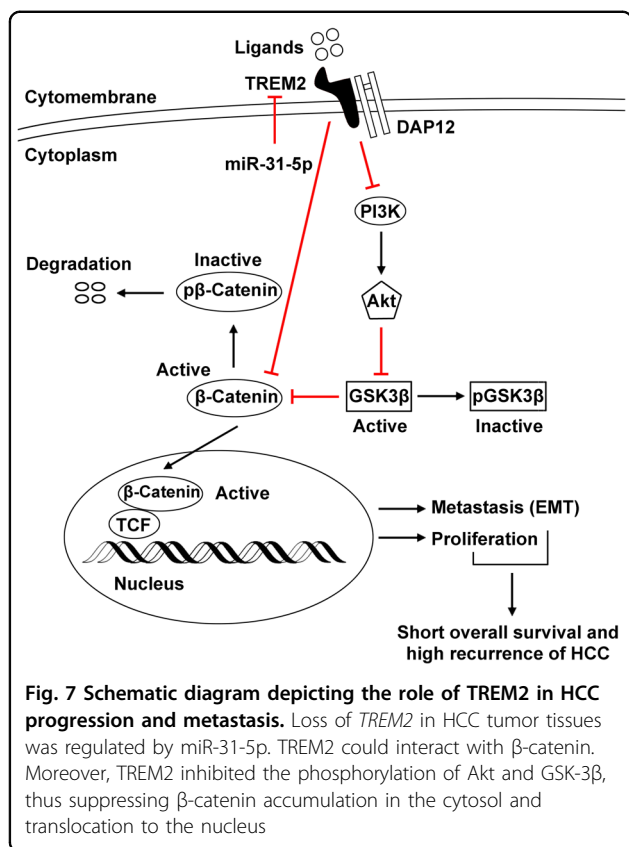 Ligands
TREM2
Cytomembrane
DAP12
Cytoplasm
miR-31-5p
PI3K
Inactive
Degradation
pβ-Catenin
Akt
Active
β-Catenin
GSK3β
pGSK3β
Active
Inactive
β-Catenin
Active
TCF
Metastasis (EMT)
Proliferation
Nucleus
Short overall survival and
high recurrence of HCC
Fig. 7 Schematic diagram depicting the role of TREM2 in HCC
progression and metastasis. Loss of TREM2 in HCC tumor tissues
was regulated by miR-31-5p. TREM2 could interact with β-catenin.
Moreover, TREM2 inhibited the phosphorylation of Akt and GSK-3β,
thus suppressing β-catenin accumulation in the cytosol and
translocation to the nucleus